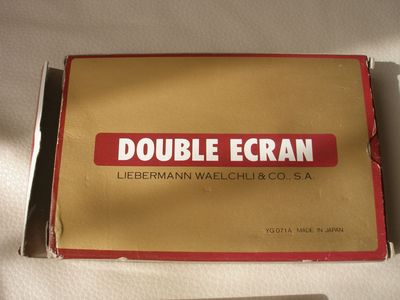 DOUBLE ECRAN
LIEBERMANN WAELCHLI & CO., S.A.
YG 071A MADE IN JAPAN